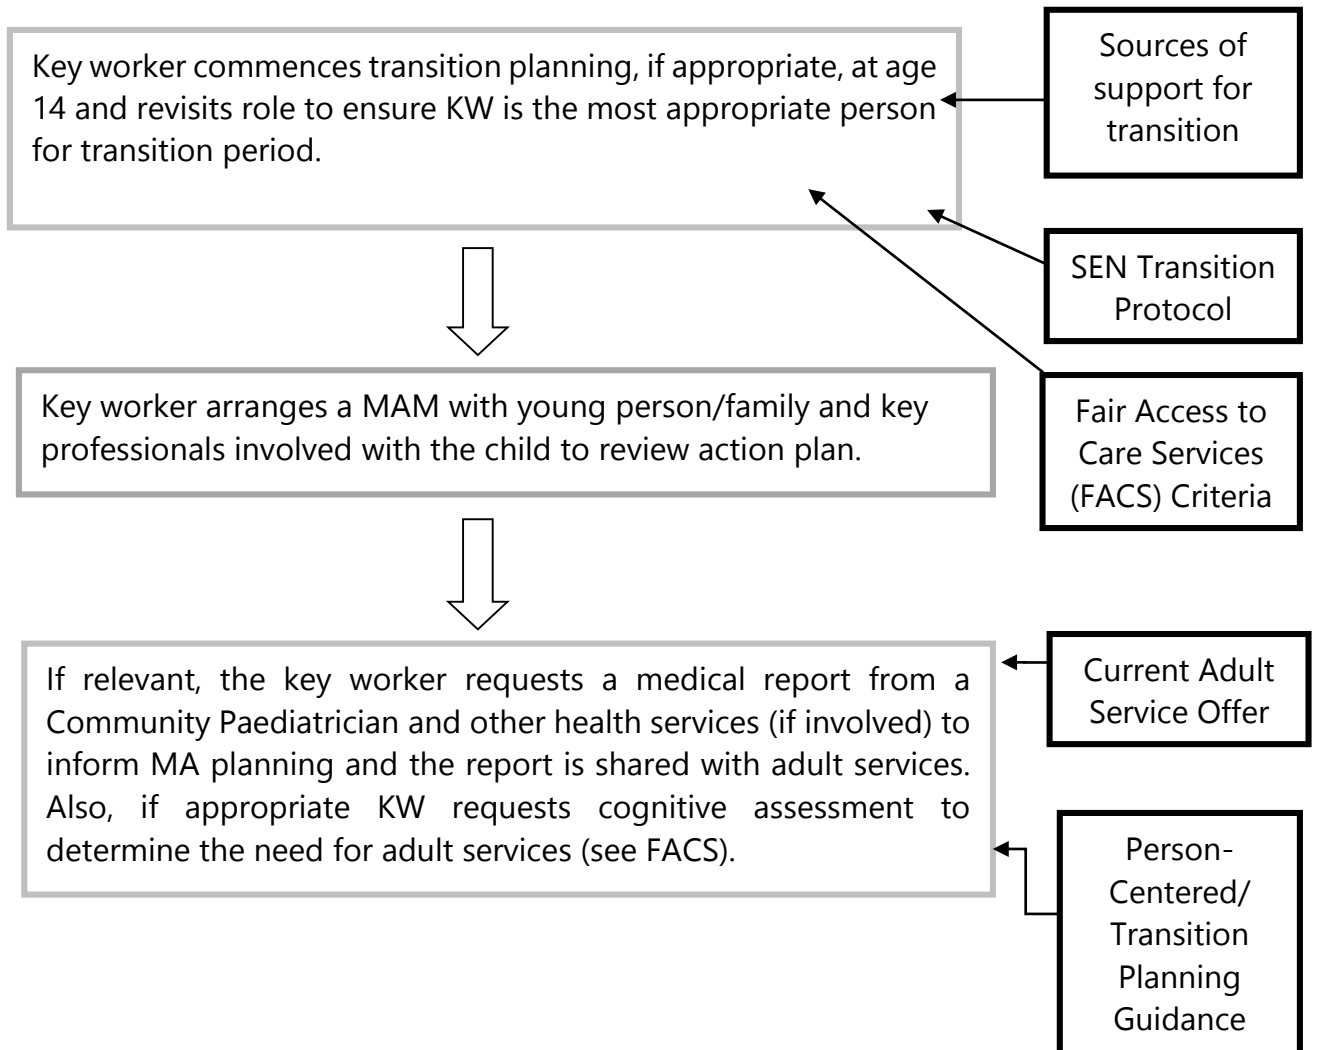 Key worker commences transition planning, if appropriate, at age
14 and revisits role to ensure KW is the most appropriate person
for transition period.
Sources of
support for
transition
SEN Transition
Protocol
Fair Access to
Care Services
(FACS) Criteria
Key worker arranges a MAM with young person/family and key
professionals involved with the child to review action plan.
If relevant, the key worker requests a medical report from a
Community Paediatrician and other health services (if involved) to
inform MA planning and the report is shared with adult services.
Also, if appropriate KW requests cognitive assessment to
determine the need for adult services (see FACS).
Current Adult
Service Offer
Person-
Centered/
Transition
Planning
Guidance